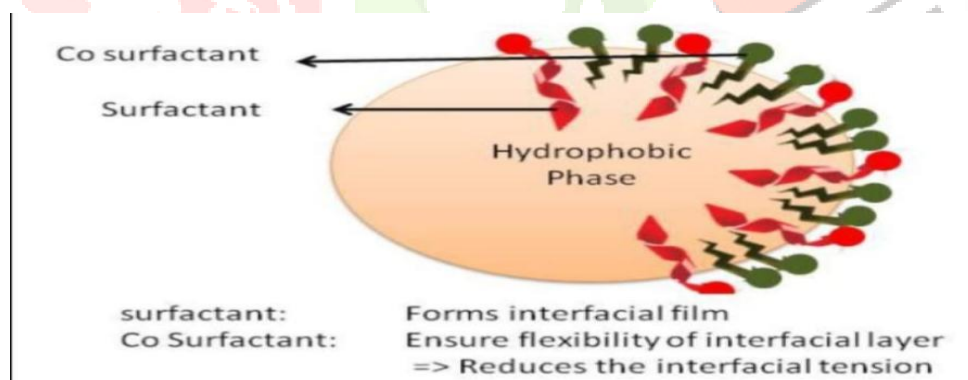 Co surfactant
Surfactant
Hydrophobic
Phase
surfactant: Forms interfacial film
Co Surfactant: Ensure flexibility of interfacial layer
=> Reduces the interfacial tension